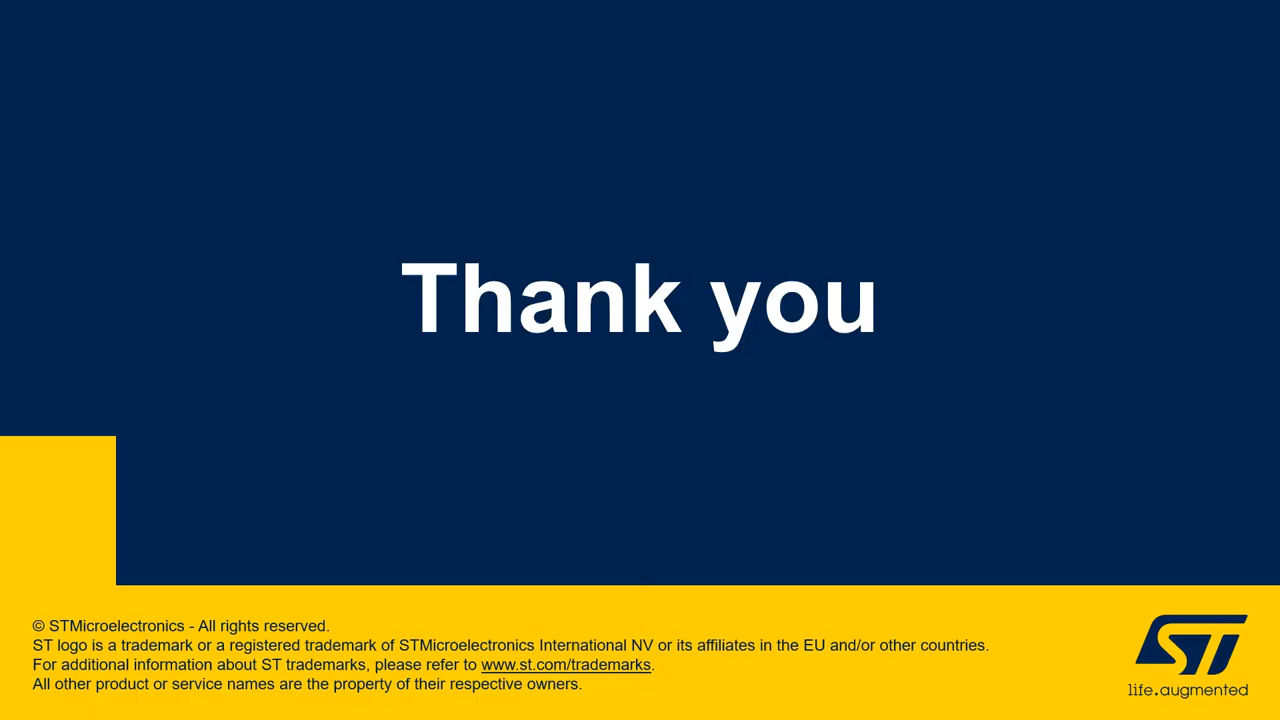 Thank you
© STMicroelectronics - All rights reserved.
ST logo is a trademark or a registered trademark of STMicroelectronics International NV or its affiliates in the EU and/or other countries.
For additional information about ST trademarks, please refer to www.st.com/trademarks.
All other product or service names are the property of their respective owners.
ST
life.augmented